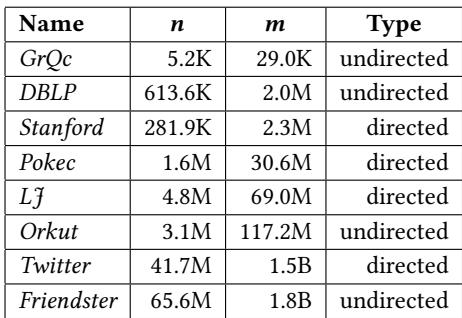 Name n m Type
GrQc 5.2K 29.0K undirected
DBLP 613.6K 2.0M undirected
Stanford 281.9K 2.3M directed
Pokec 1.6M 30.6M directed
LJ 4.8M 69.0M directed
Orkut 3.1M 117.2M undirected
Twitter 41.7M 1.5B directed
Friendster 65.6M 1.8B undirected